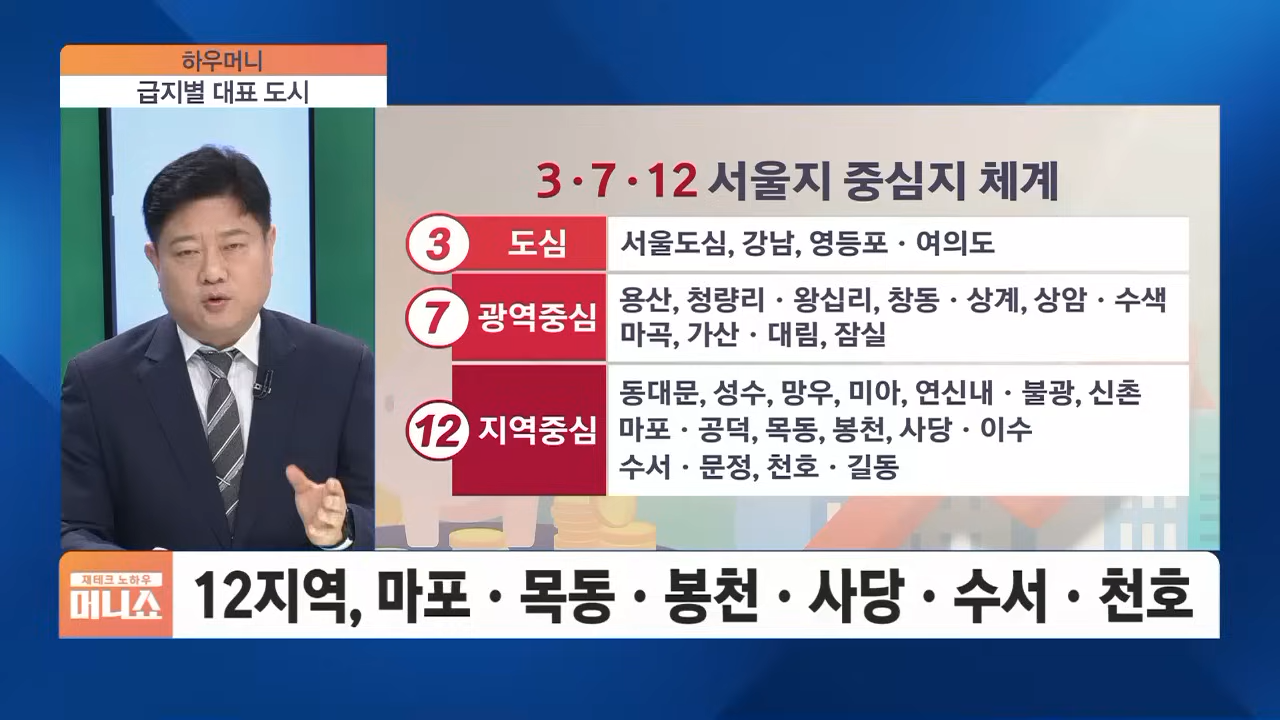 하우머니
급지별 대표 도시
3·7·12 서울지 중심지 체계
3 도심
서울도심, 강남, 영등포·여의도
7 광역중심
용산, 청량리·왕십리, 창동·상계, 상암·수색
마곡, 가산·대림, 잠실
12 지역중심
동대문, 성수, 망우, 미아, 연신내·불광, 신촌
마포·공덕, 목동, 봉천, 사당·이수
수서·문정, 천호·길동
재테크 노하우
머니쇼
12지역, 마포·목동·봉천·사당·수서·천호